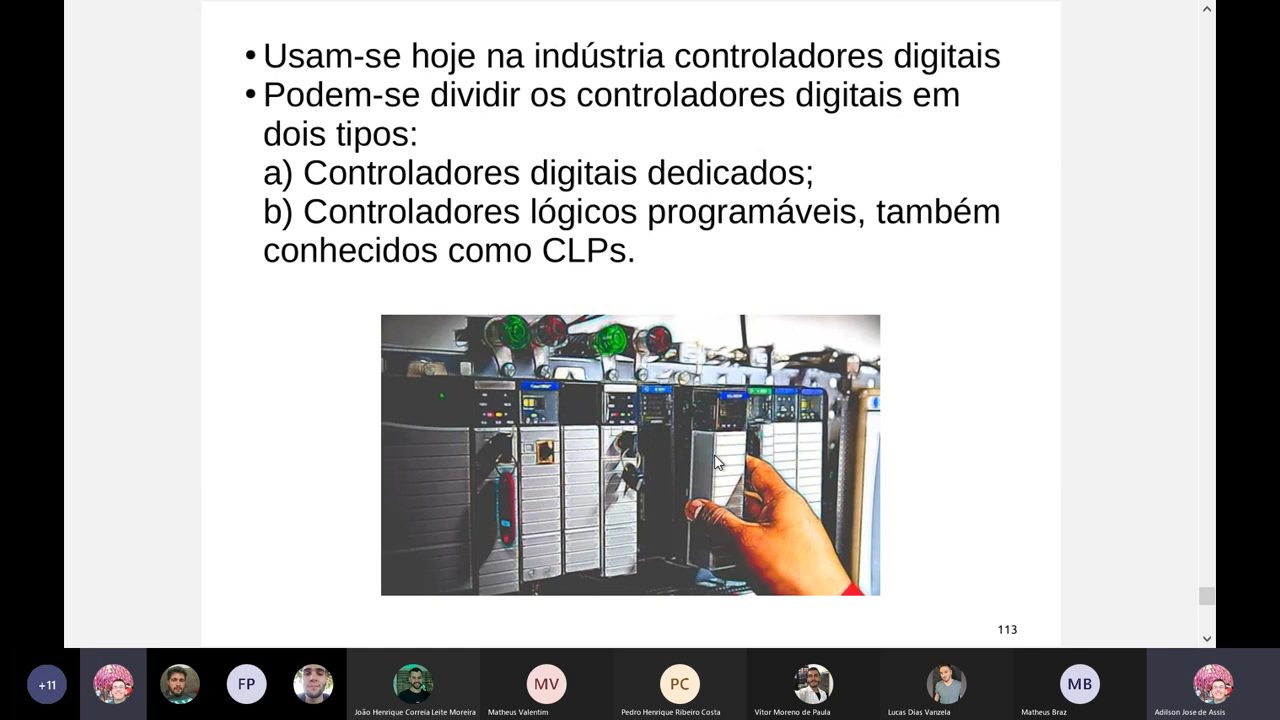 • Usam-se hoje na indústria controladores digitais
• Podem-se dividir os controladores digitais em
dois tipos:
a) Controladores digitais dedicados;
b) Controladores lógicos programáveis, também
conhecidos como CLPs.
113
+11
FP
MV
PC
MB
João Henrique Correia Leite Moreira
Matheus Valentim
Pedro Henrique Ribeiro Costa
Vítor Moreno de Paula
Lucas Dias Vanzela
Matheus Braz
Adilson Jose de Assis